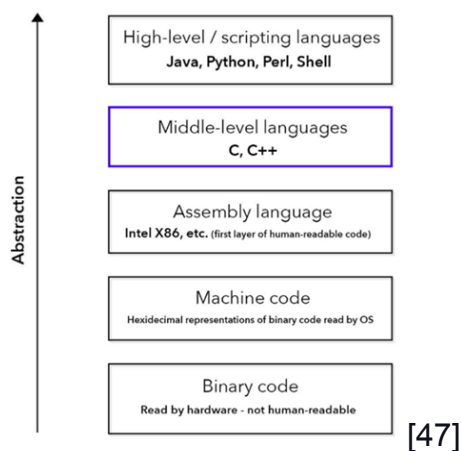 Abstraction
High-level / scripting languages
Java, Python, Perl, Shell
Middle-level languages
C, C++
Assembly language
Intel X86, etc. (first layer of human-readable code)
Machine code
Hexidecimal representations of binary code read by OS
Binary code
Read by hardware - not human-readable
[47]